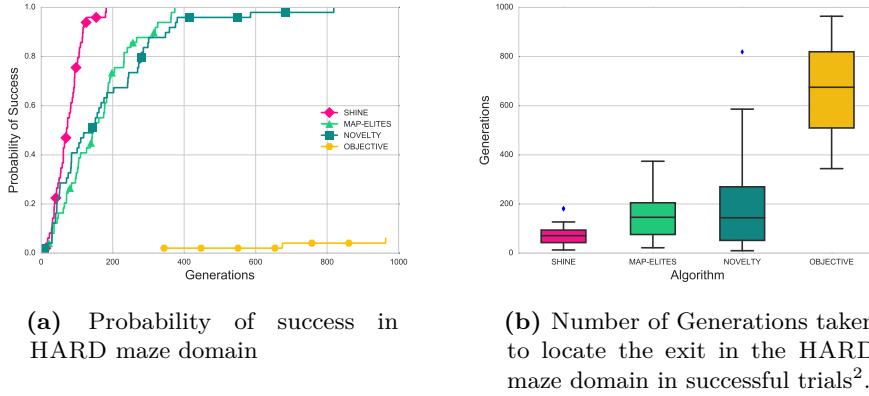 1.0
0.8
0.6
0.4
0.2
0.0
Probability of Success
0 200 400 600 800 1000
Generations
SHINE
MAP-ELITES
NOVELTY
OBJECTIVE
1000
800
600
400
200
0
Generations
SHINE MAP-ELITES NOVELTY OBJECTIVE
Algorithm
(a) Probability of success in
HARD maze domain
(b) Number of Generations taken
to locate the exit in the HARD
maze domain in successful trials².